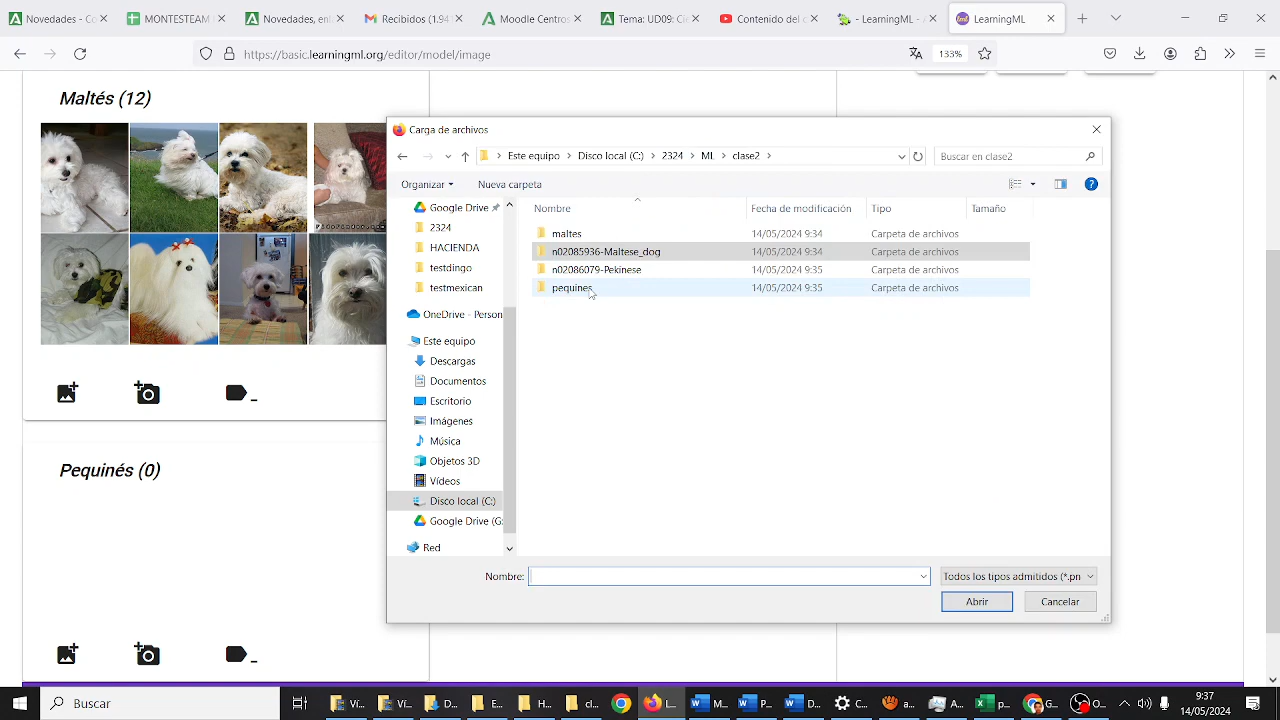 Novedades - Co
MONTESTEAM
Novedades, enl
Recibidos (1.94
Moodle Centro
Tema: UD09: C
Contenido de
- LearningML -
LearningML
https://basic.learningml.org/editor/model/image
133%
Maltés (12)
Pequinés (0)
Carga de archivos
Este equipo > Disco local (C:) > 2324 > ML > clase2 >
Buscar en clase2
Organizar
Nueva carpeta
Google Drive
2324
HACIENDA
testdingo
testmexican
OneDrive - Person
Este equipo
Descargas
Documentos
Escritorio
Imágenes
Música
Objetos 3D
Vídeos
Disco local (C:)
Google Drive (G:
Red
Nombre Fecha de modificación Tipo Tamaño
maltes 14/05/2024 9:34 Carpeta de archivos
n02085936-Maltese_dog 14/05/2024 9:34 Carpeta de archivos
n02086079-Pekinese 14/05/2024 9:35 Carpeta de archivos
pequines 14/05/2024 9:35 Carpeta de archivos
Nombre:
Todos los tipos admitidos (*.pn
Abrir
Cancelar
Buscar
Vi...
Vi...
D...
E...
H...
c...
L...
M...
P...
D...
C...
B...
A...
p...
G...
O...
9:37
14/05/2024